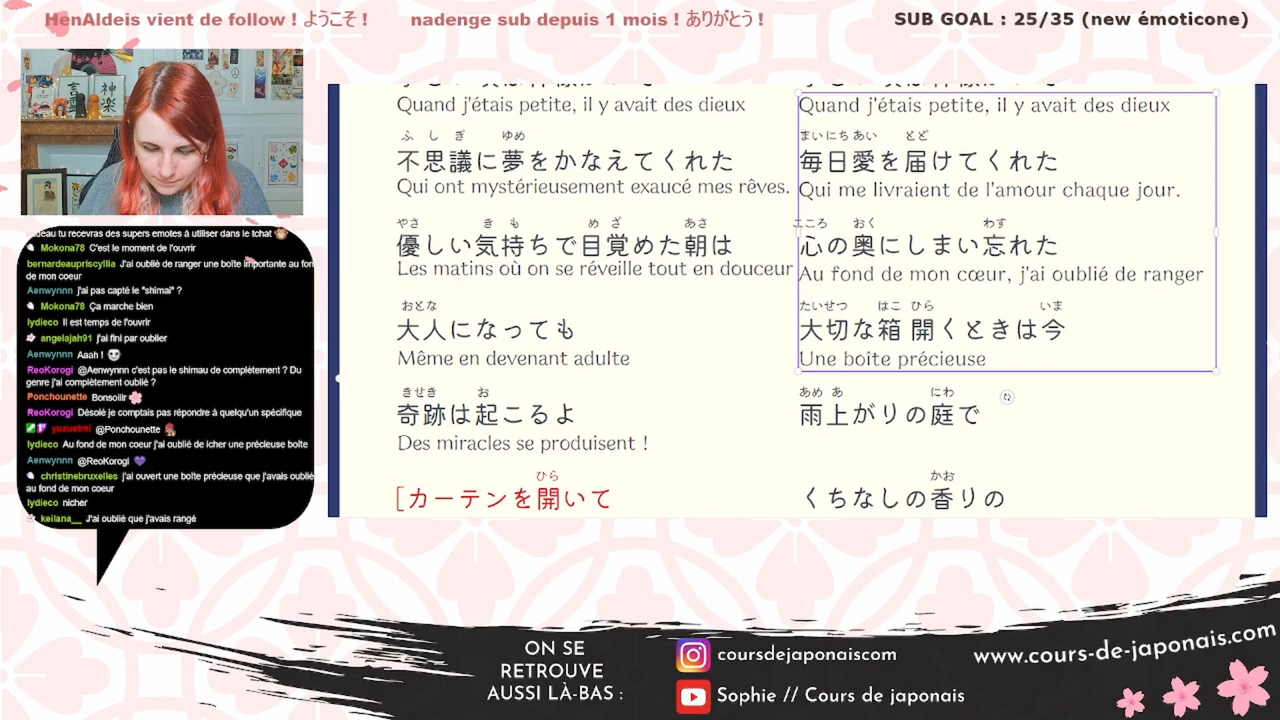 HenAldeis vient de follow ! ようこそ !
nadenge sub depuis 1 mois ! ありがとう !
SUB GOAL : 25/35 (new émoticone)
神楽
deau tu recevras des supers emotes à utiliser dans le tchat
Mokona78 C'est le moment de l'ouvrir
bernardeaupriscyllia J'ai oublié de ranger une boîte importante au fon
de mon coeur
Aenwynnn j'ai pas capté le "shimai" ?
Mokona78 Ça marche bien
lydieco Il est temps de l'ouvrir
angelajah91 j'ai fini par oublier
Aenwynnn Aaah !
ReoKorogi @Aenwynnn c'est pas le shimau de complètement ? Du
genre j'ai complètement oublié ?
Ponchounette Bonsoiiir
ReoKorogi Désolé je comptais pas répondre à quelqu'un spécifique
yuzuetmi @Ponchounette
lydieco Au fond de mon coeur j'ai oublié de icher une précieuse boîte
Aenwynnn @ReoKorogi
christinebruxelles j'ai ouvert une boîte précieuse que j'avais oublié
au fond de mon coeur
lydieco nicher
keilana__ J'ai oublié que j'avais rangé
Quand j'étais petite, il y avait des dieux
ふ し ぎ ゆめ
不思議に夢をかなえてくれた
Qui ont mystérieusement exaucé mes rêves.
やさ き も め ざ あさ
優しい気持ちで目覚めた朝は
Les matins où on se réveille tout en douceur
おとな
大人になっても
Même en devenant adulte
きせき お
奇跡は起こるよ
Des miracles se produisent !
ひら
[カーテンを開いて
Quand j'étais petite, il y avait des dieux
まいにち あい とど
毎日愛を届けてくれた
Qui me livraient de l'amour chaque jour.
こころ おく わす
心の奥にしまい忘れた
Au fond de mon cœur, j'ai oublié de ranger
たいせつ はこ ひら いま
大切な箱 開くときは今
Une boîte précieuse
あめ あ にわ
雨上がりの庭で
かお
くちなしの香りの
ON SE
RETROUVE
AUSSI LÀ-BAS :
coursdejaponaiscom
Sophie // Cours de japonais
www.cours-de-japonais.com